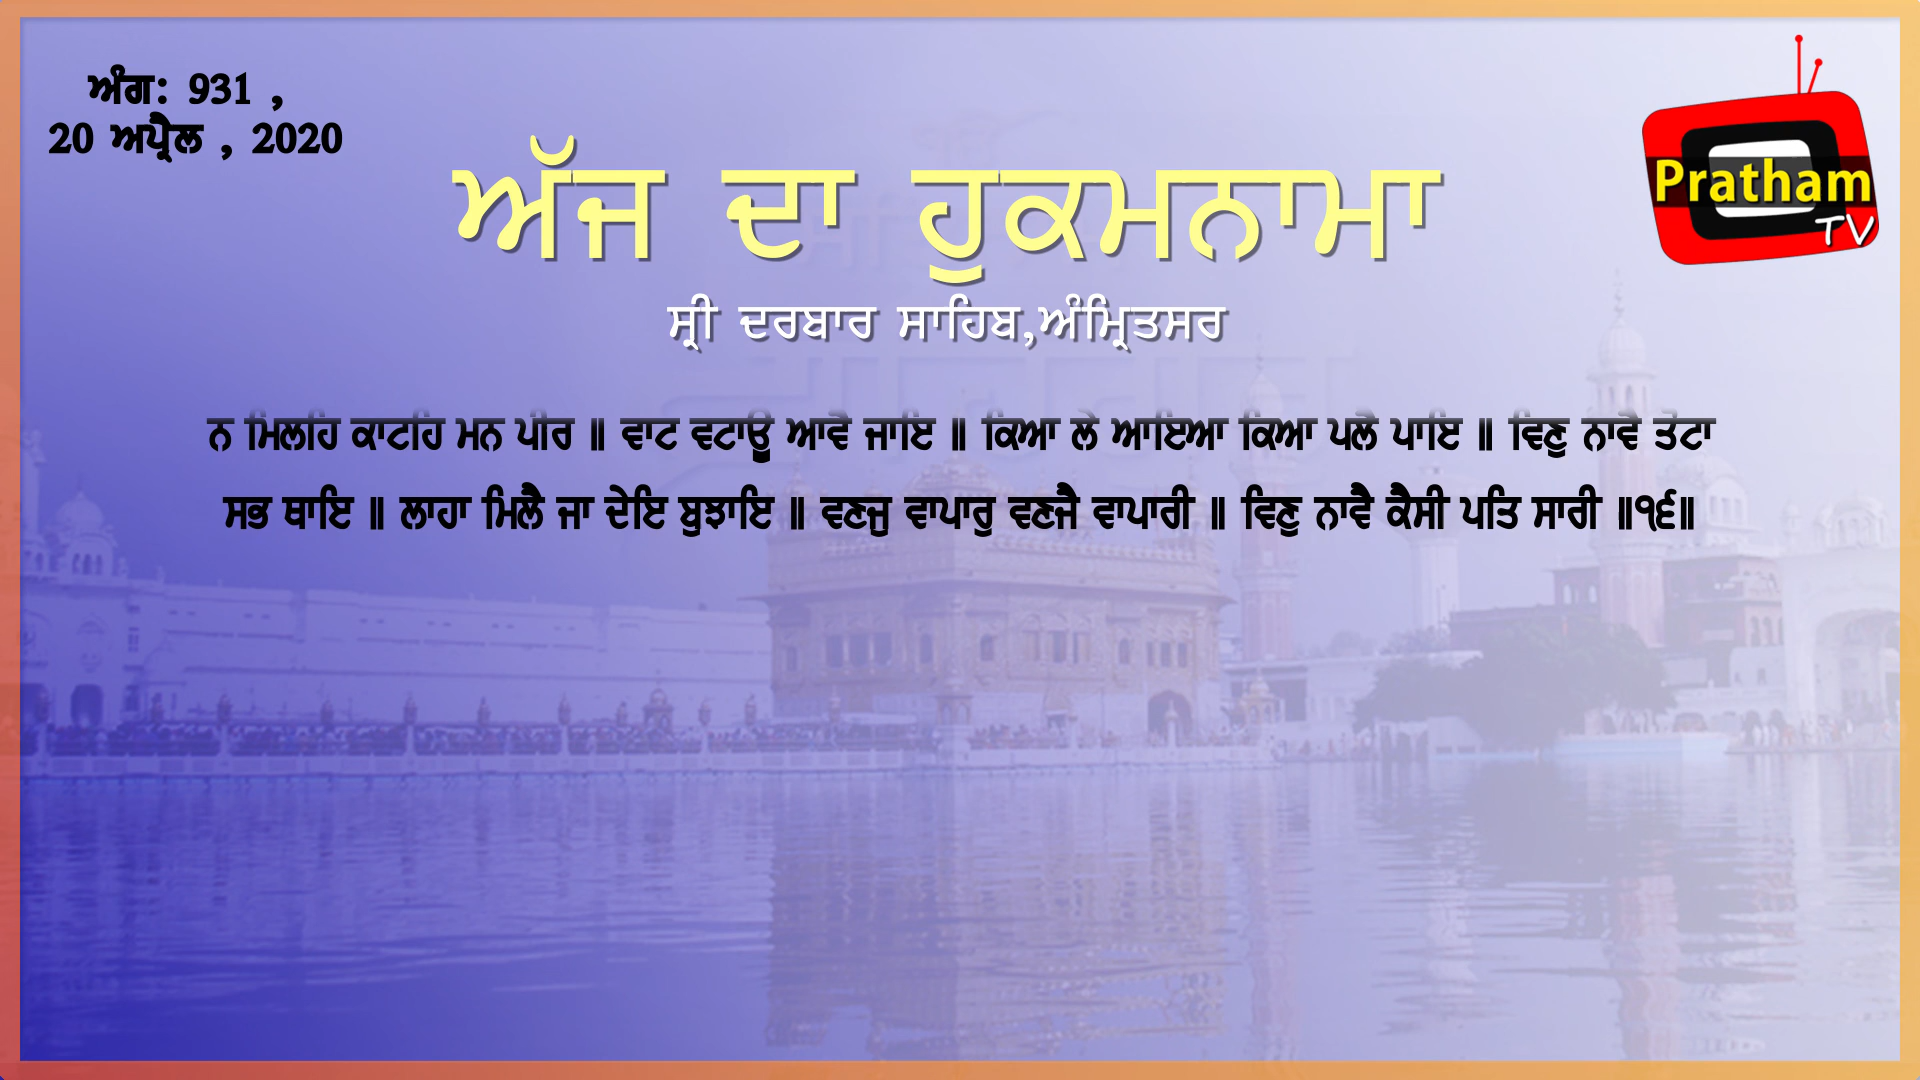 ਅੰਗ: 931 ,
20 ਅਪ੍ਰੈਲ , 2020
Pratham
TV
ਅੱਜ ਦਾ ਹੁਕਮਨਾਮਾ
ਸ੍ਰੀ ਦਰਬਾਰ ਸਾਹਿਬ,ਅੰਮ੍ਰਿਤਸਰ
ਨ ਮਿਲਹਿ ਕਾਟਹਿ ਮਨ ਪੀਰ ॥ ਵਾਟ ਵਟਾਊ ਆਵੈ ਜਾਇ ॥ ਕਿਆ ਲੇ ਆਇਆ ਕਿਆ ਪਲੈ ਪਾਇ ॥ ਵਿਣੁ ਨਾਵੈ ਤੋਟਾ
ਸਭ ਥਾਇ ॥ ਲਾਹਾ ਮਿਲੈ ਜਾ ਦੇਇ ਬੁਝਾਇ ॥ ਵਣਜੁ ਵਾਪਾਰੁ ਵਣਜੈ ਵਾਪਾਰੀ ॥ ਵਿਣੁ ਨਾਵੈ ਕੈਸੀ ਪਤਿ ਸਾਰੀ ॥੧੬॥